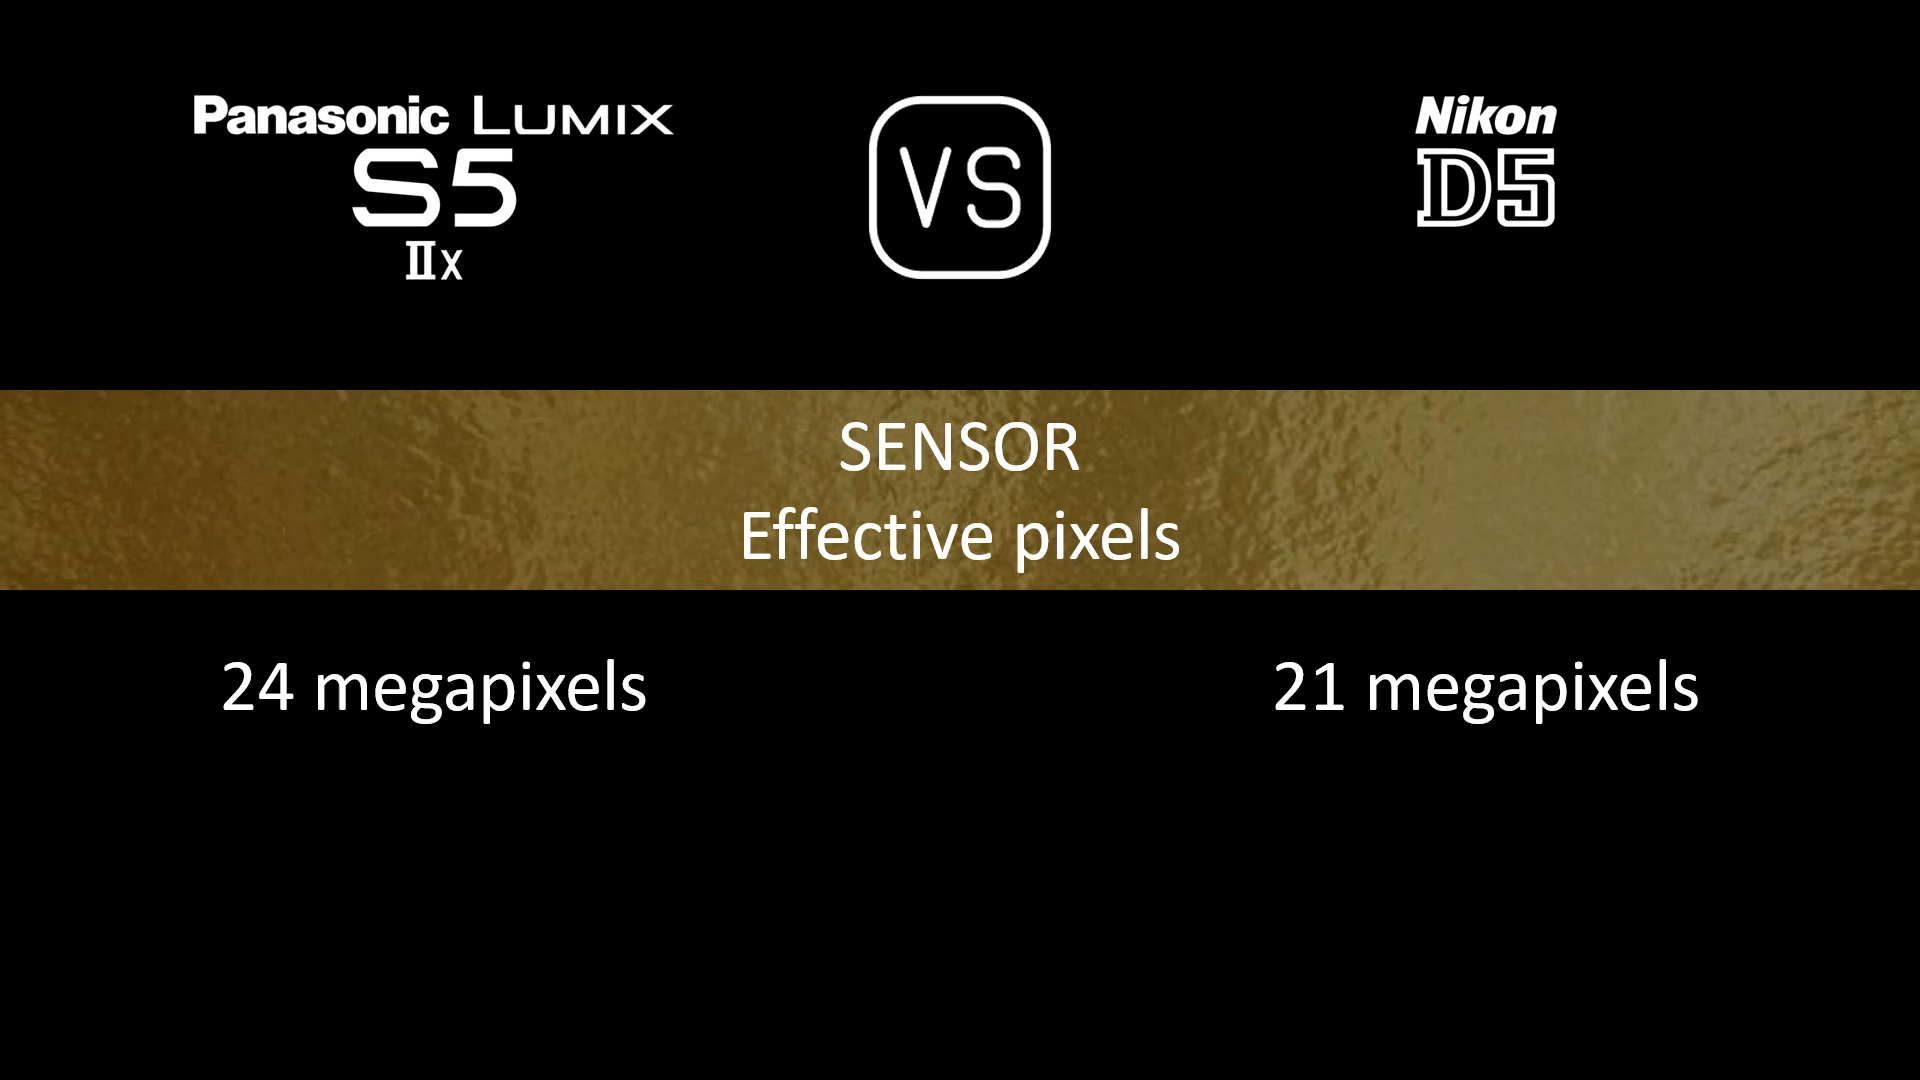 Panasonic LUMIX
S5
IIx
VS
Nikon
D5
SENSOR
Effective pixels
24 megapixels
21 megapixels